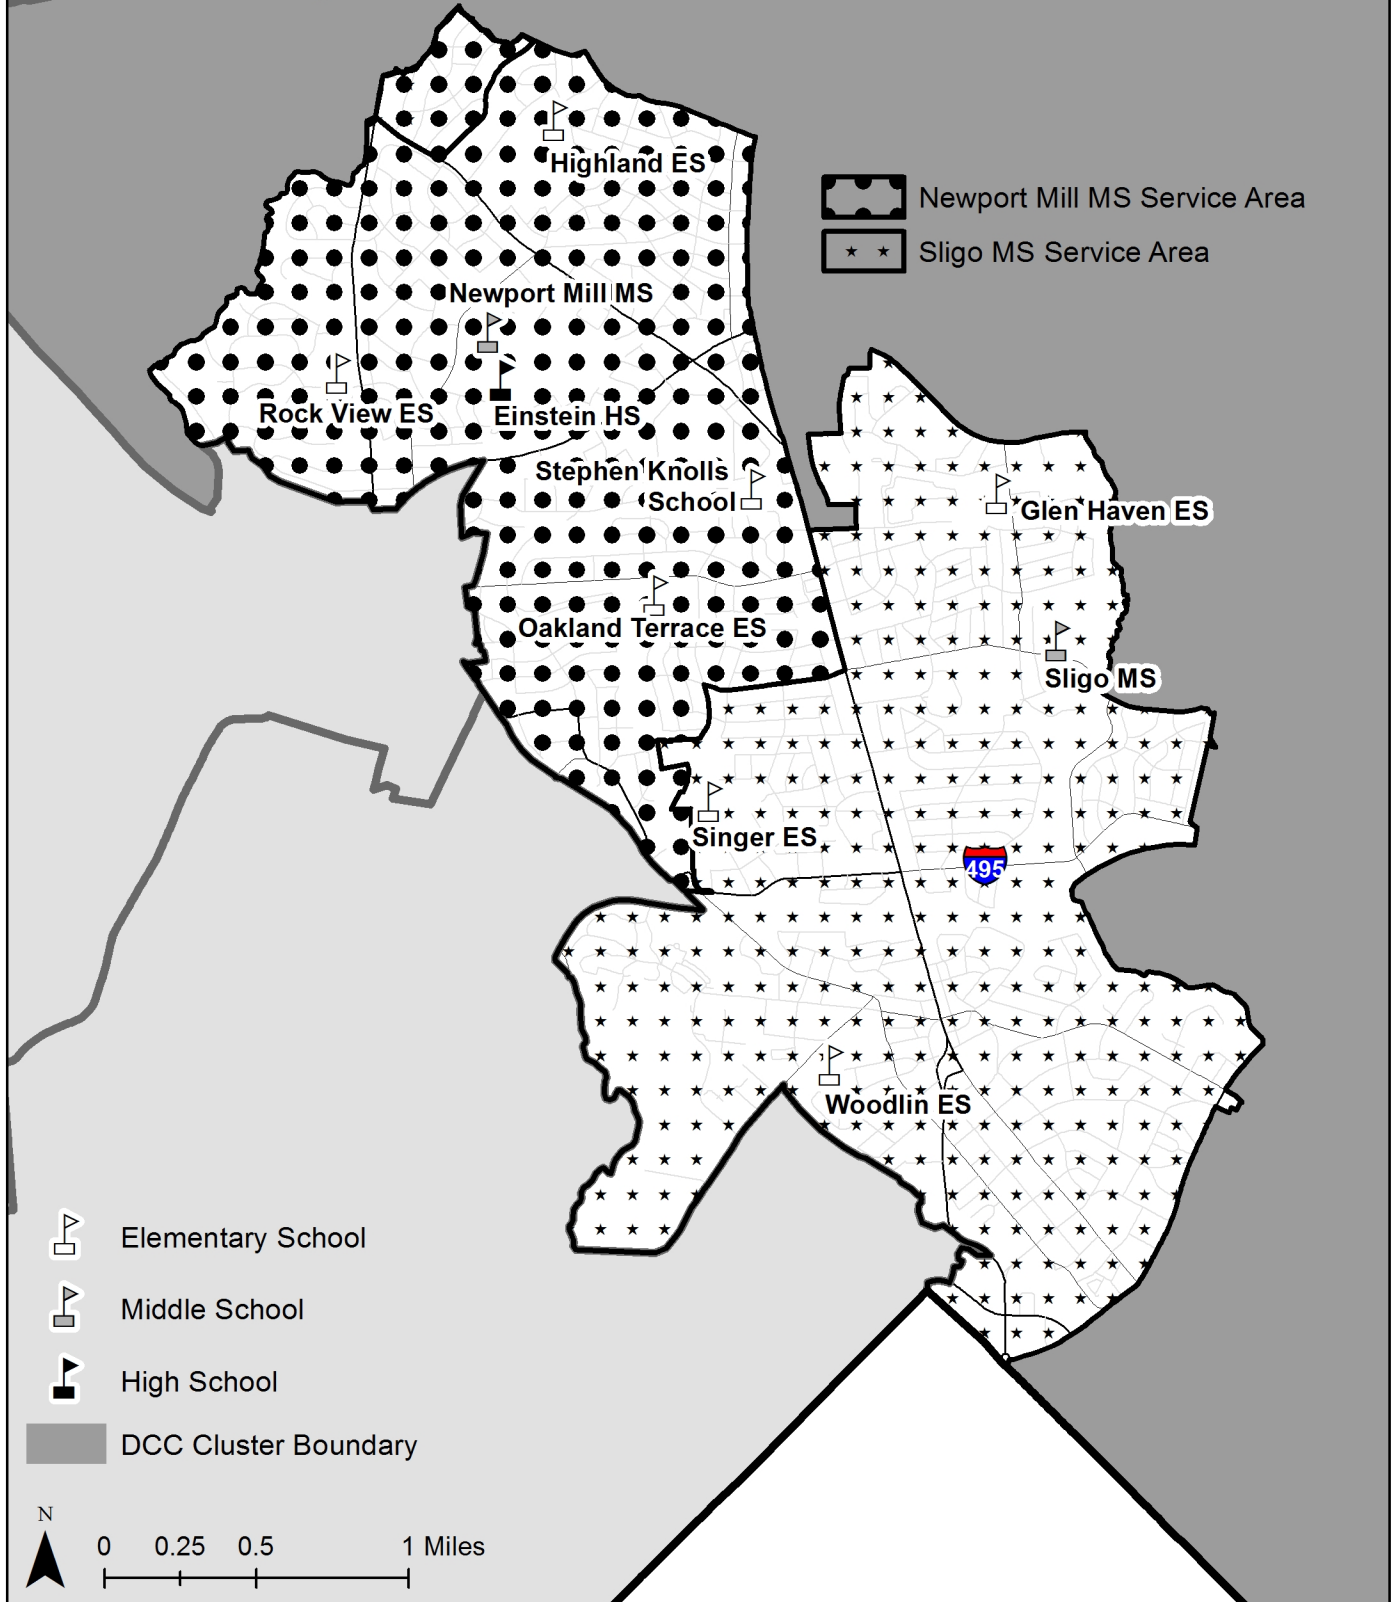 Highland ES
Newport Mill MS Service Area
Sligo MS Service Area
Newport Mill MS
Rock View ES
Einstein HS
Stephen Knolls
School
Glen Haven ES
Oakland Terrace ES
Sligo MS
Singer ES
495
Woodlin ES
Elementary School
Middle School
High School
DCC Cluster Boundary
N
0 0.25 0.5 1 Miles